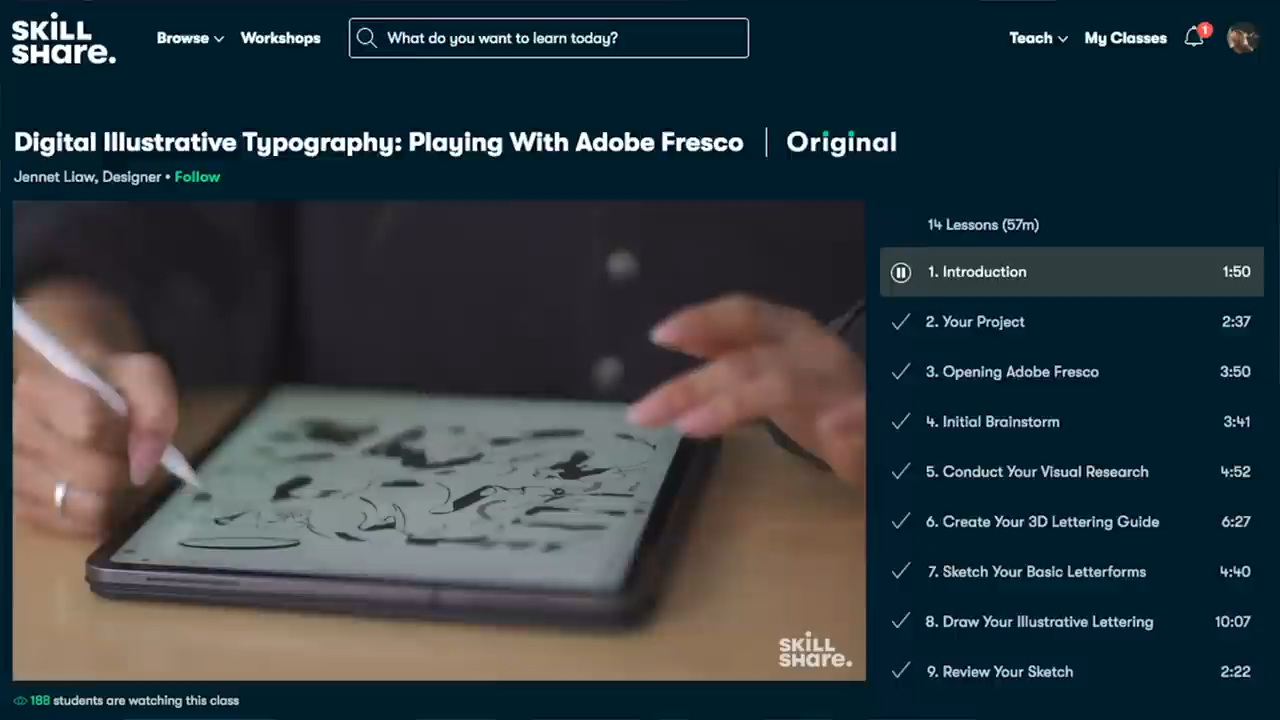 SKILL
SHare.
Browse
Workshops
What do you want to learn today?
Teach
My Classes
1
Digital Illustrative Typography: Playing With Adobe Fresco | Original
Jennet Liaw, Designer • Follow
14 Lessons (57m)
1. Introduction 1:50
2. Your Project 2:37
3. Opening Adobe Fresco 3:50
4. Initial Brainstorm 3:41
5. Conduct Your Visual Research 4:52
6. Create Your 3D Lettering Guide 6:27
7. Sketch Your Basic Letterforms 4:40
8. Draw Your Illustrative Lettering 10:07
9. Review Your Sketch 2:22
SKILL
SHare.
188 students are watching this class